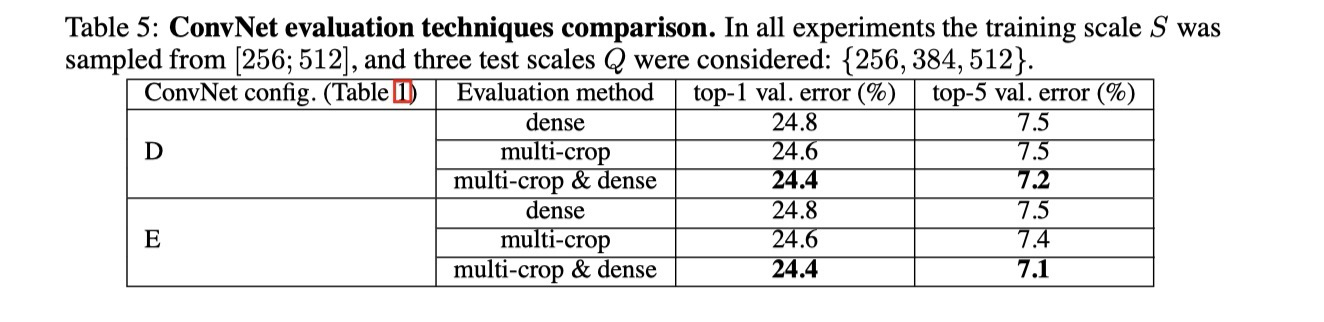 Table 5: ConvNet evaluation techniques comparison. In all experiments the training scale S was
sampled from [256; 512], and three test scales Q were considered: {256, 384, 512}.
ConvNet config. (Table 1) Evaluation method top-1 val. error (%) top-5 val. error (%)
D
dense 24.8 7.5
multi-crop 24.6 7.5
multi-crop & dense 24.4 7.2
E
dense 24.8 7.5
multi-crop 24.6 7.4
multi-crop & dense 24.4 7.1